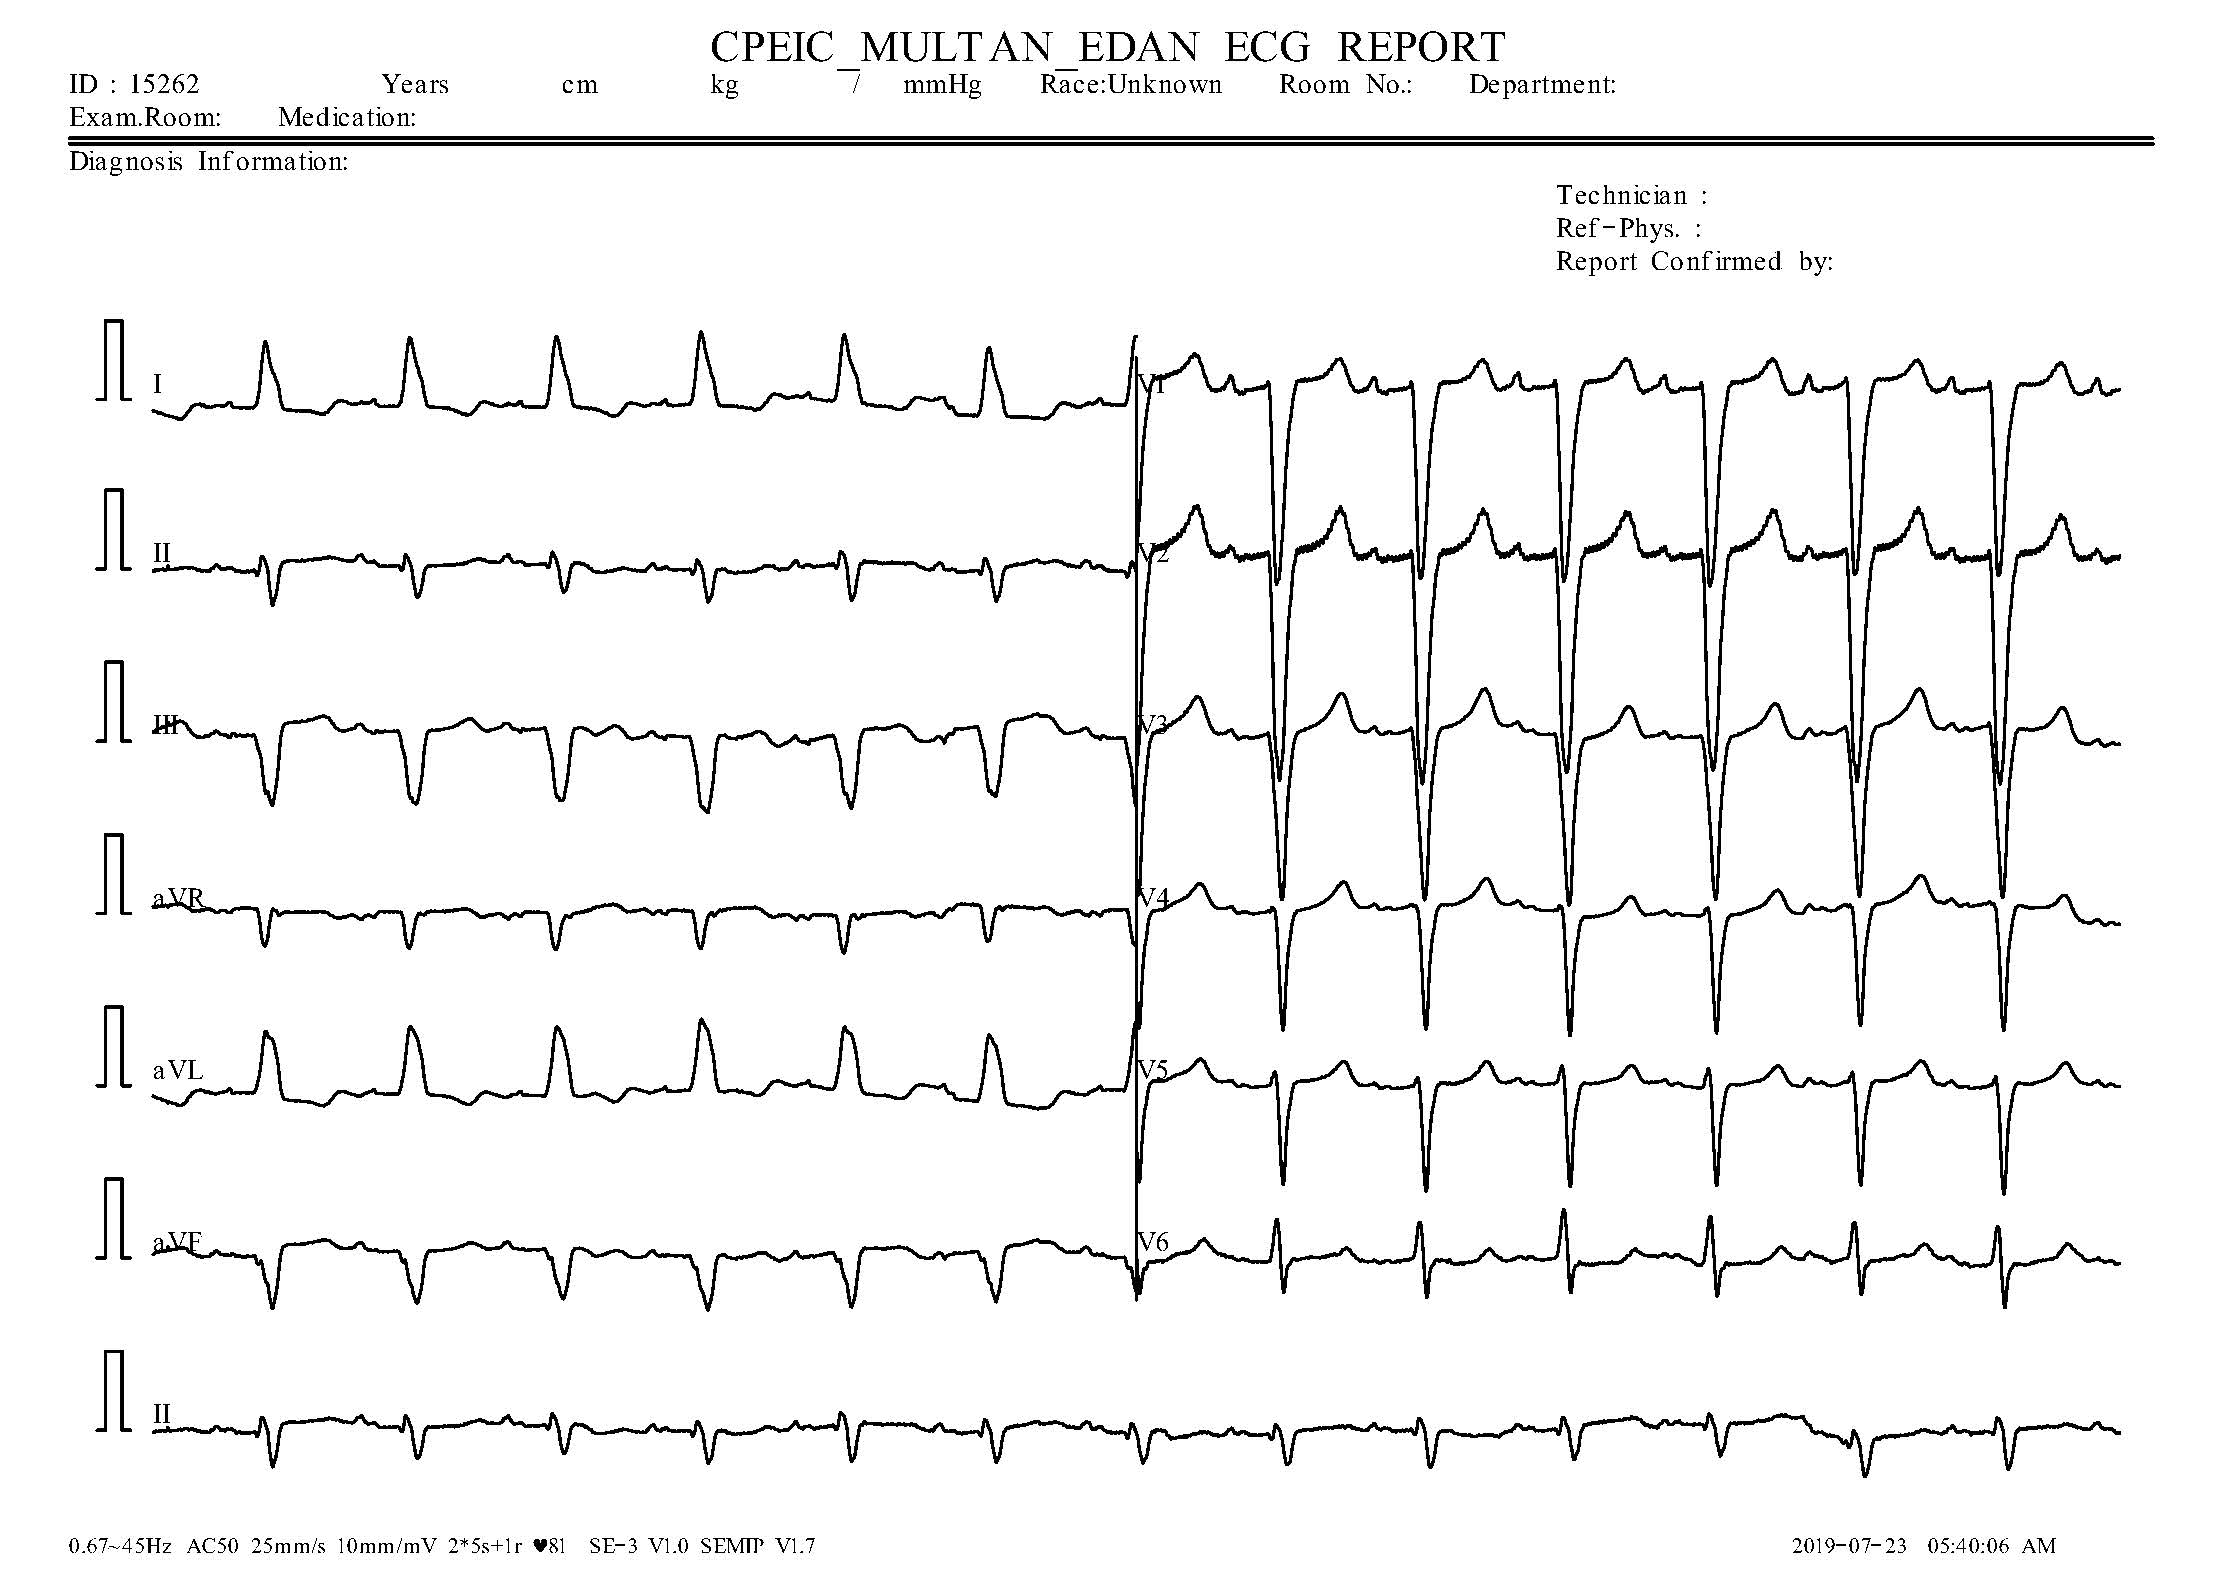 CPEIC_MULTAN_EDAN ECG REPORT
ID : 15262 Years cm kg / mmHg Race:Unknown Room No.: Department:
Exam.Room: Medication:
Diagnosis Information:
Technician :
Ref-Phys. :
Report Confirmed by:
I V1
II V2
III V3
aVR V4
aVL V5
aVF V6
II
0.67~45Hz AC50 25mm/s 10mm/mV 2*5s+1r ♥81 SE-3 V1.0 SEMIP V1.7 2019-07-23 05:40:06 AM